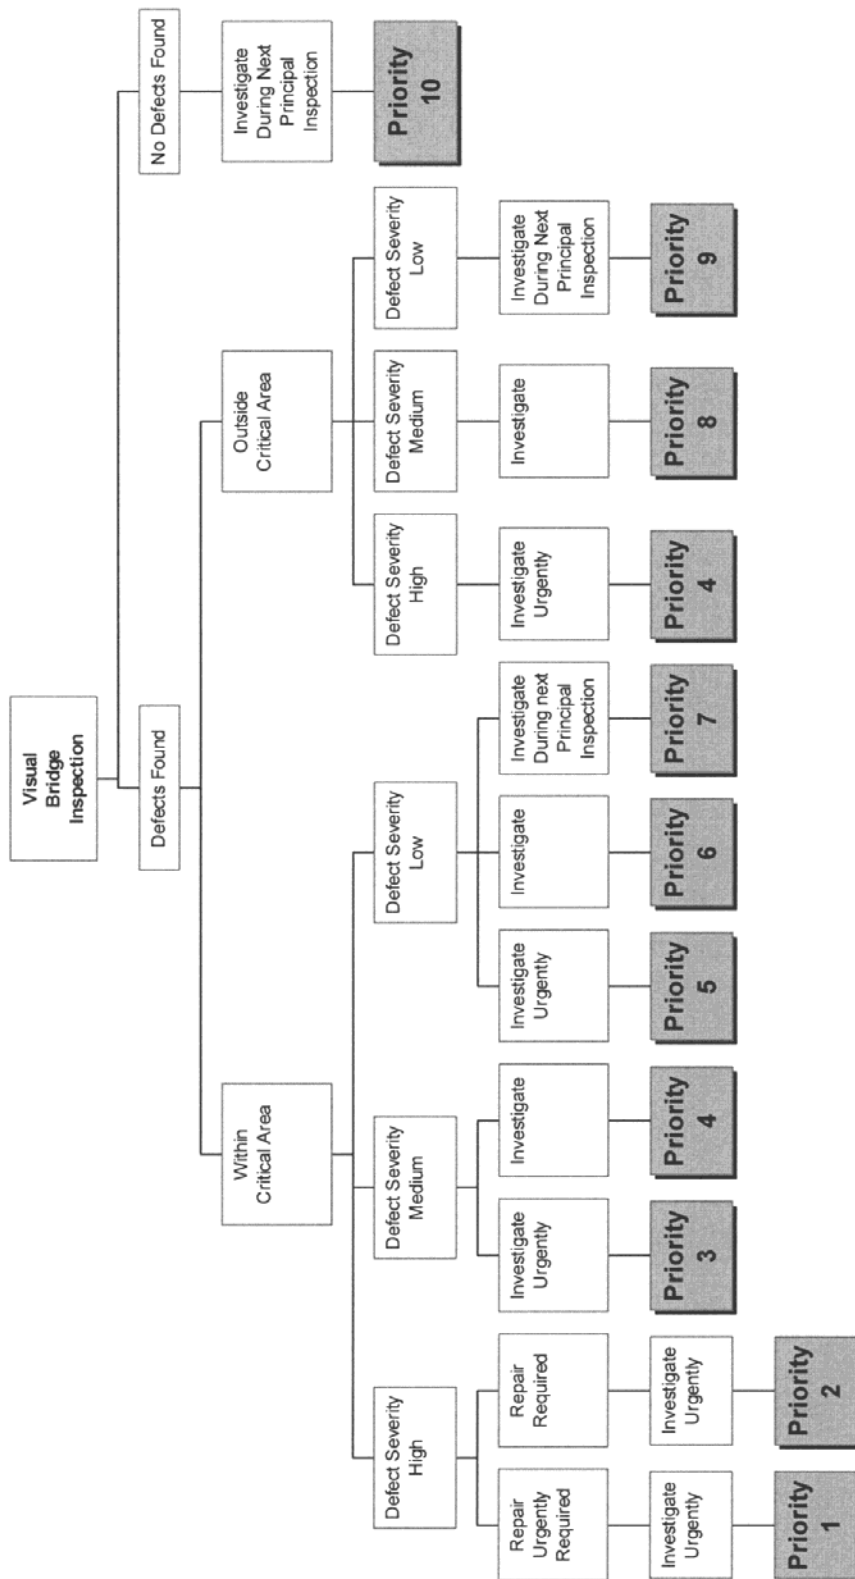 Visual
Bridge
Inspection
Defects Found
No Defects Found
Within
Critical Area
Outside
Critical Area
Investigate
During Next
Principal
Inspection
Defect Severity
High
Defect Severity
Medium
Defect Severity
Low
Defect Severity
High
Defect Severity
Medium
Defect Severity
Low
Priority
10
Repair
Urgently
Required
Repair
Required
Investigate
Urgently
Investigate
Investigate
Urgently
Investigate
Investigate
During next
Principal
Inspection
Investigate
Urgently
Investigate
Investigate
During Next
Principal
Inspection
Investigate
Urgently
Investigate
Urgently
Priority
3
Priority
4
Priority
5
Priority
6
Priority
7
Priority
4
Priority
8
Priority
9
Priority
1
Priority
2